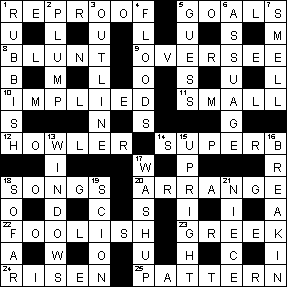 1 R E 2 P R 3 O O 4 F 5 G O 6 A L 7 S
U L U L U S M
8 B L U N T 9 O V E R S E E
B M L O S U L
10 I M P L I E D 11 S M A L L
S N S G
12 H O 13 W L E R 14 S 15 U P E R 16 B
I 17 W P R
18 S O N G 19 S 20 A R R A 21 N G E
O D C S I I A
22 F O O L I S H 23 G R E E K
A W O U H C I
24 R I S E N 25 P A T T E R N